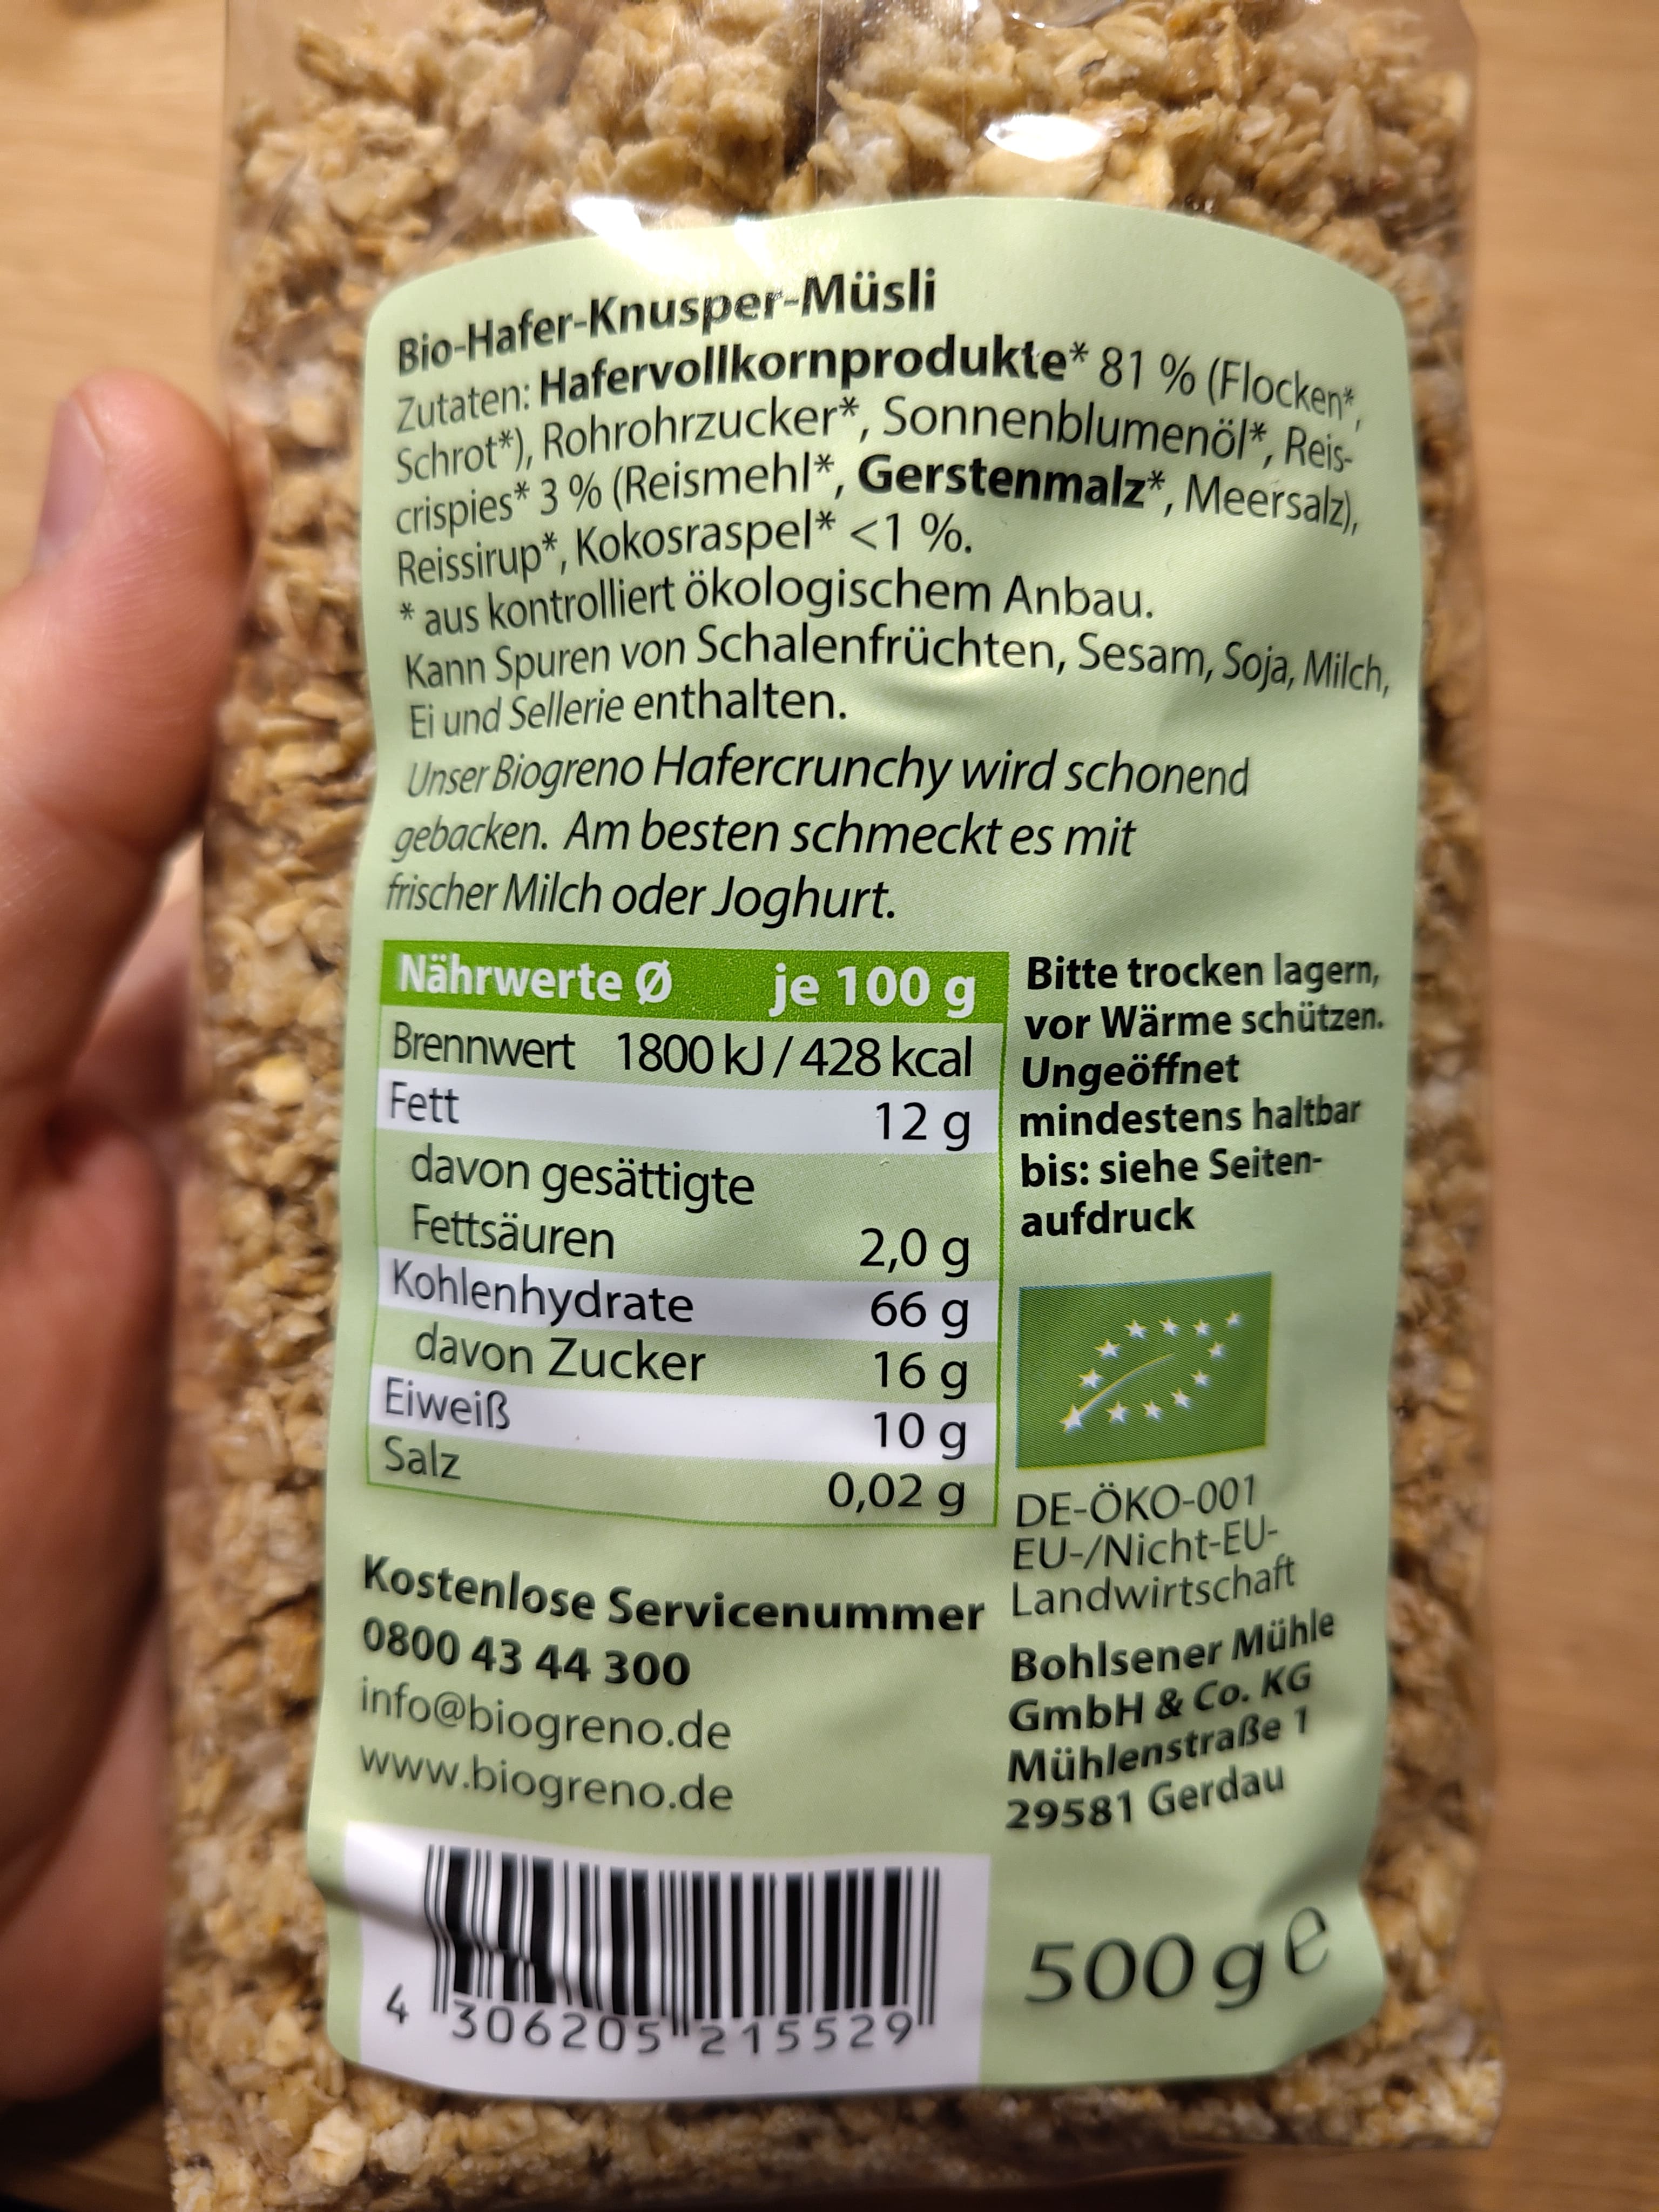 Bio-Hafer-Knusper-Müsli
Zutaten: Hafervollkornprodukte* 81 % (Flocken*,
Schrot*), Rohrohrzucker*, Sonnenblumenöl*, Reis-
crispies* 3 % (Reismehl*, Gerstenmalz*, Meersalz),
Reissirup*, Kokosraspel* <1 %.
* aus kontrolliert ökologischem Anbau.
Kann Spuren von Schalenfrüchten, Sesam, Soja, Milch,
Ei und Sellerie enthalten.
Unser Biogreno Hafercrunchy wird schonend
gebacken. Am besten schmeckt es mit
frischer Milch oder Joghurt.
Nährwerte Ø je 100 g
Brennwert 1800 kJ / 428 kcal
Fett 12 g
davon gesättigte
Fettsäuren 2,0 g
Kohlenhydrate 66 g
davon Zucker 16 g
Eiweiß 10 g
Salz 0,02 g
Bitte trocken lagern,
vor Wärme schützen.
Ungeöffnet
mindestens haltbar
bis: siehe Seiten-
aufdruck
DE-ÖKO-001
EU-/Nicht-EU-
Landwirtschaft
Kostenlose Servicenummer
0800 43 44 300
info@biogreno.de
www.biogreno.de
Bohlsener Mühle
GmbH & Co. KG
Mühlenstraße 1
29581 Gerdau
4 306205 215529
500 g e